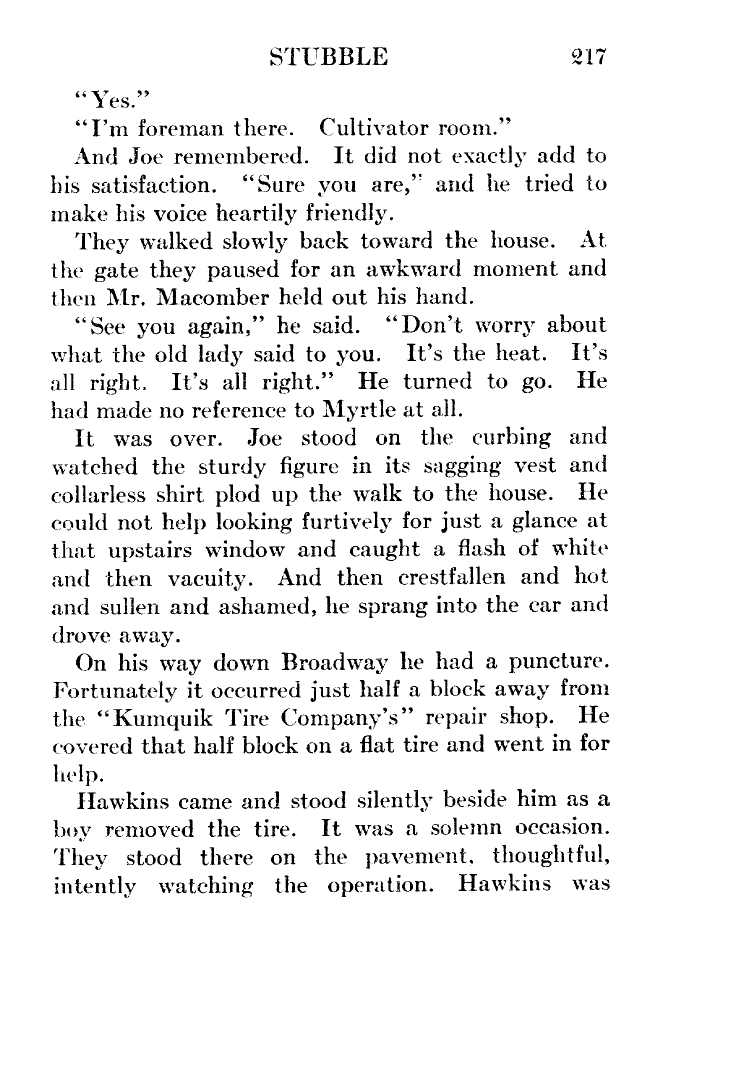 STUBBLE 217
"Yes."
"I'm foreman there. Cultivator room."
And Joe remembered. It did not exactly add to
his satisfaction. "Sure you are," and he tried to
make his voice heartily friendly.
They walked slowly back toward the house. At
the gate they paused for an awkward moment and
then Mr. Macomber held out his hand.
"See you again," he said. "Don't worry about
what the old lady said to you. It's the heat. It's
all right. It's all right." He turned to go. He
had made no reference to Myrtle at all.
It was over. Joe stood on the curbing and
watched the sturdy figure in its sagging vest and
collarless shirt plod up the walk to the house. He
could not help looking furtively for just a glance at
that upstairs window and caught a flash of white
and then vacuity. And then crestfallen and hot
and sullen and ashamed, he sprang into the car and
drove away.
On his way down Broadway he had a puncture.
Fortunately it occurred just half a block away from
the "Kumquik Tire Company's" repair shop. He
covered that half block on a flat tire and went in for
help.
Hawkins came and stood silently beside him as a
boy removed the tire. It was a solemn occasion.
They stood there on the pavement, thoughtful,
intently watching the operation. Hawkins was